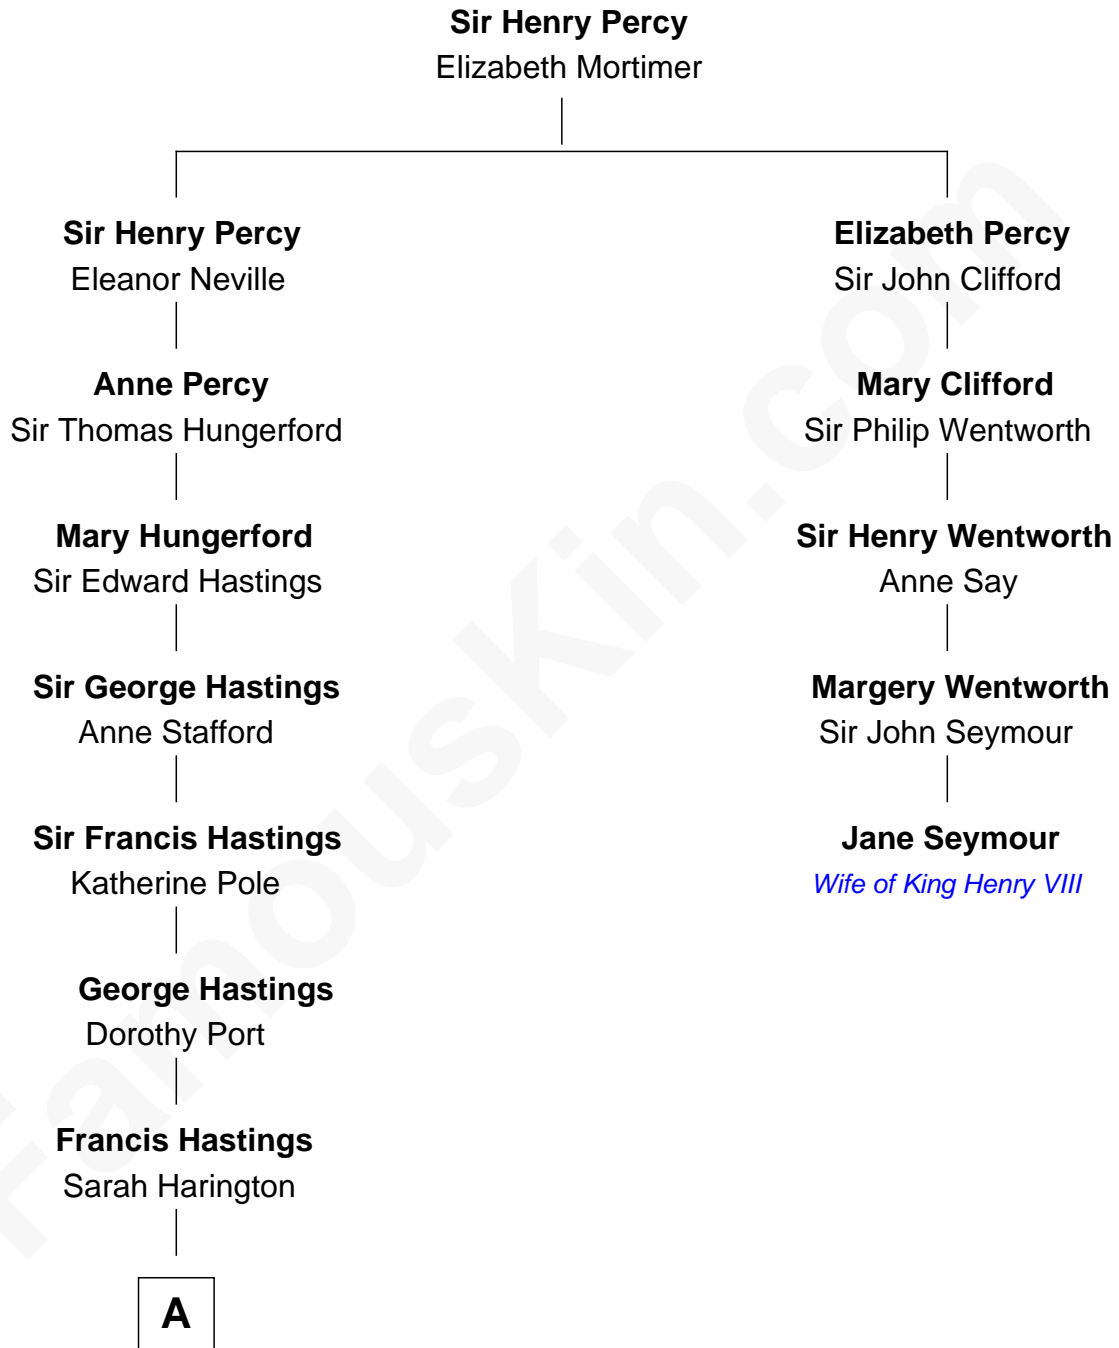 Sir Henry Percy
Elizabeth Mortimer
Sir Henry Percy
Eleanor Neville
Elizabeth Percy
Sir John Clifford
Anne Percy
Sir Thomas Hungerford
Mary Clifford
Sir Philip Wentworth
Mary Hungerford
Sir Edward Hastings
Sir Henry Wentworth
Anne Say
Sir George Hastings
Anne Stafford
Margery Wentworth
Sir John Seymour
Sir Francis Hastings
Katherine Pole
Jane Seymour
Wife of King Henry VIII
George Hastings
Dorothy Port
Francis Hastings
Sarah Harington
A
FamousKin.com